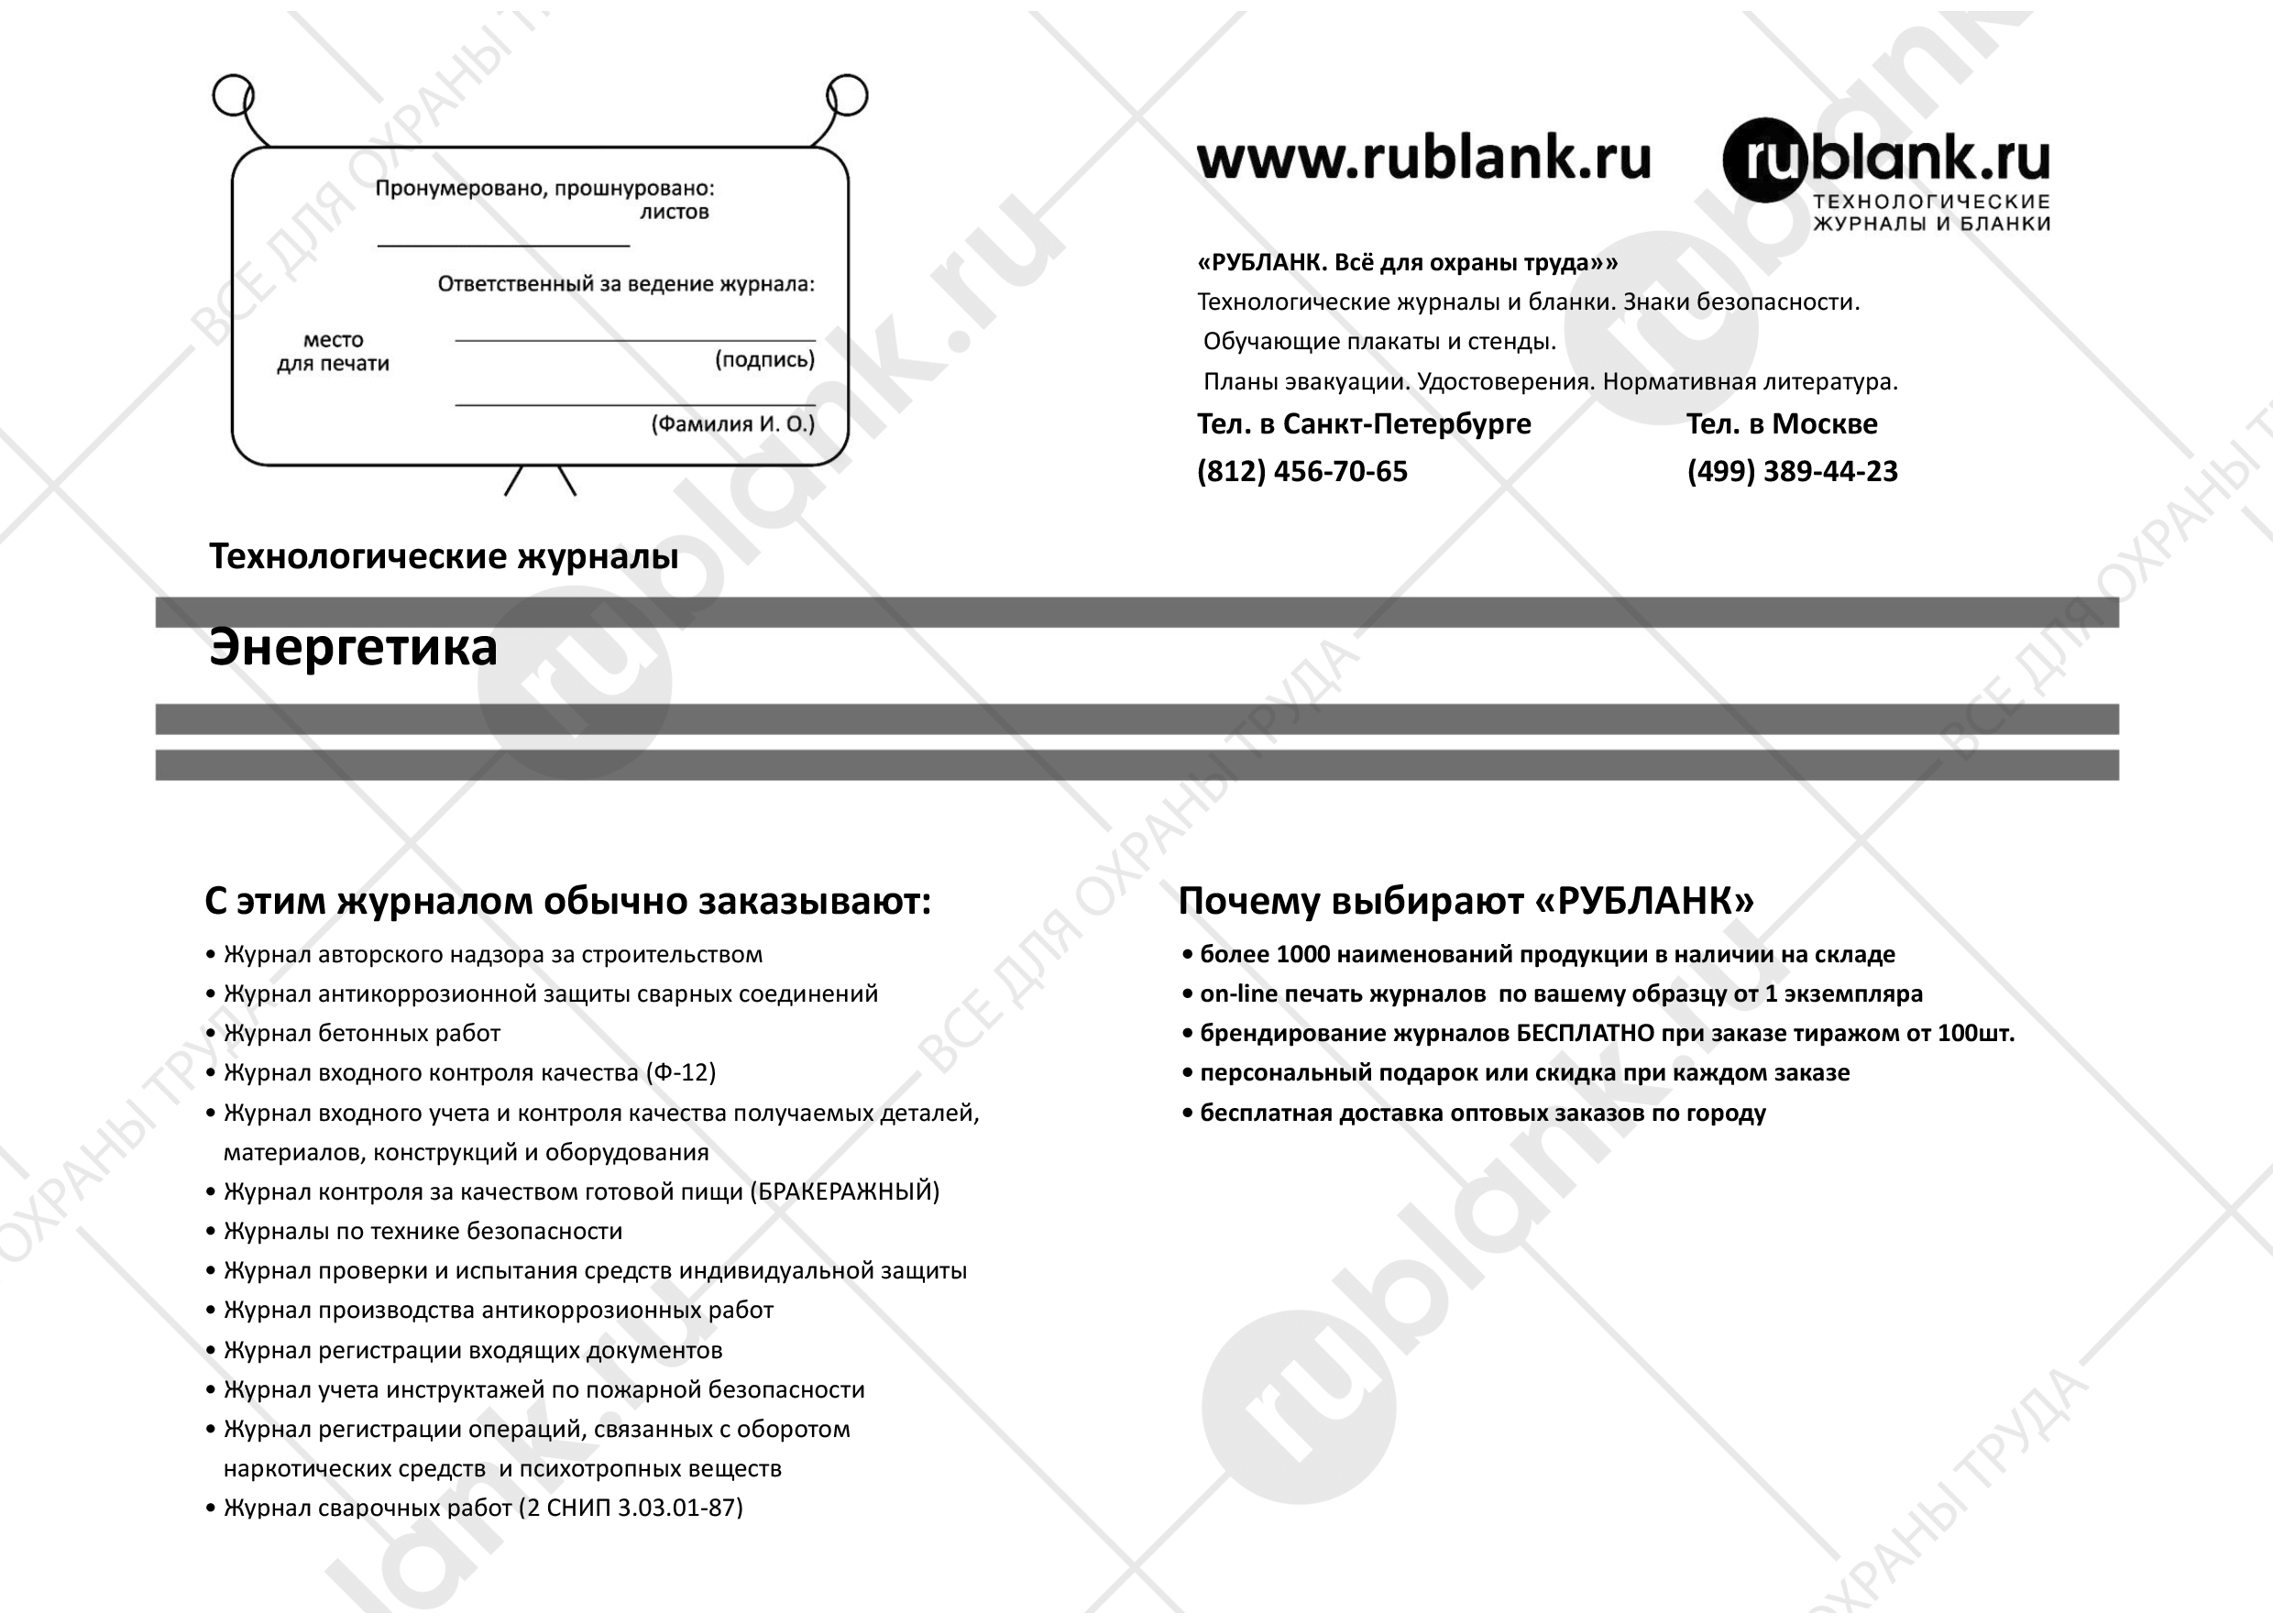 Пронумеровано, прошнуровано:
листов
Ответственный за ведение журнала:
место
для печати
(подпись)
(Фамилия И. О.)
www.rublank.ru
rublank.ru
ТЕХНОЛОГИЧЕСКИЕ
ЖУРНАЛЫ И БЛАНКИ
«РУБЛАНК. Всё для охраны труда»»
Технологические журналы и бланки. Знаки безопасности.
Обучающие плакаты и стенды.
Планы эвакуации. Удостоверения. Нормативная литература.
Тел. в Санкт-Петербурге
(812) 456-70-65
Тел. в Москве
(499) 389-44-23
Технологические журналы
Энергетика
С этим журналом обычно заказывают:
• Журнал авторского надзора за строительством
• Журнал антикоррозионной защиты сварных соединений
• Журнал бетонных работ
• Журнал входного контроля качества (Ф-12)
• Журнал входного учета и контроля качества получаемых деталей,
материалов, конструкций и оборудования
• Журнал контроля за качеством готовой пищи (БРАКЕРАЖНЫЙ)
• Журналы по технике безопасности
• Журнал проверки и испытания средств индивидуальной защиты
• Журнал производства антикоррозионных работ
• Журнал регистрации входящих документов
• Журнал учета инструктажей по пожарной безопасности
• Журнал регистрации операций, связанных с оборотом
наркотических средств  и психотропных веществ
• Журнал сварочных работ (2 СНИП 3.03.01-87)
Почему выбирают «РУБЛАНК»
• более 1000 наименований продукции в наличии на складе
• on-line печать журналов  по вашему образцу от 1 экземпляра
• брендирование журналов БЕСПЛАТНО при заказе тиражом от 100шт.
• персональный подарок или скидка при каждом заказе
• бесплатная доставка оптовых заказов по городу
rublank.ru
ВСЕ ДЛЯ ОХРАНЫ ТРУДА
rublank.ru